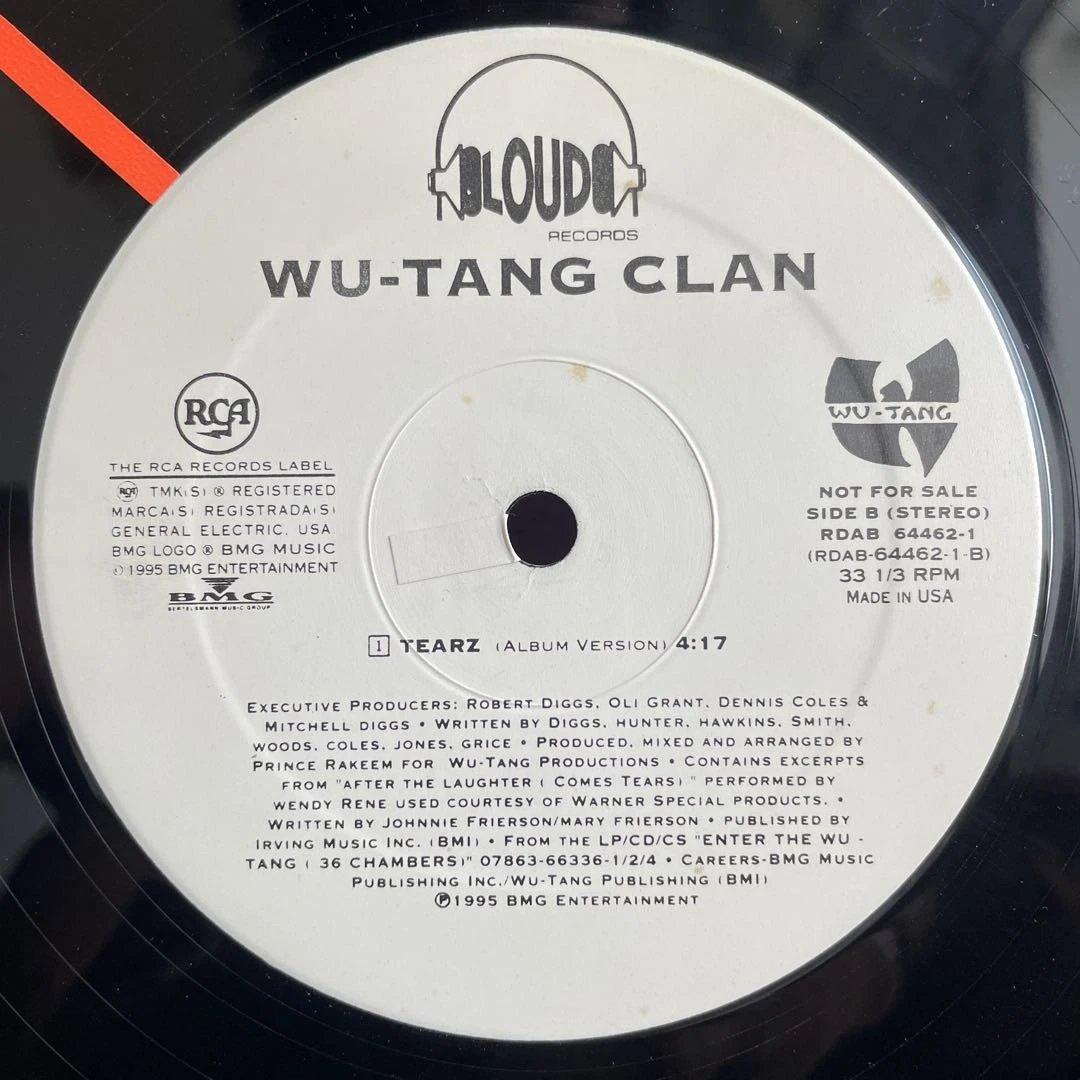 LOUD
RECORDS
WU-TANG CLAN
RCA
THE RCA RECORDS LABEL
RCA TMK(S) ® REGISTERED
MARCA(S) REGISTRADA(S)
GENERAL ELECTRIC, USA.
BMG LOGO ® BMG MUSIC
© 1995 BMG ENTERTAINMENT
BMG
BERTELSMANN MUSIC GROUP
WU-TANG
NOT FOR SALE
SIDE B (STEREO)
RDAB 64462-1
(RDAB-64462-1-B)
33 1/3 RPM
MADE IN USA
1 TEARZ (ALBUM VERSION) 4:17
EXECUTIVE PRODUCERS: ROBERT DIGGS, OLI GRANT, DENNIS COLES &
MITCHELL DIGGS • WRITTEN BY DIGGS, HUNTER, HAWKINS, SMITH,
WOODS, COLES, JONES, GRICE • PRODUCED, MIXED AND ARRANGED BY
PRINCE RAKEEM FOR WU-TANG PRODUCTIONS • CONTAINS EXCERPTS
FROM "AFTER THE LAUGHTER ( COMES TEARS) " PERFORMED BY
WENDY RENE USED COURTESY OF WARNER SPECIAL PRODUCTS. •
WRITTEN BY JOHNNIE FRIERSON/MARY FRIERSON • PUBLISHED BY
IRVING MUSIC INC. (BMI) • FROM THE LP/CD/CS "ENTER THE WU -
TANG ( 36 CHAMBERS)" 07863-66336-1/2/4 • CAREERS-BMG MUSIC
PUBLISHING INC./WU-TANG PUBLISHING (BMI)
℗1995 BMG ENTERTAINMENT